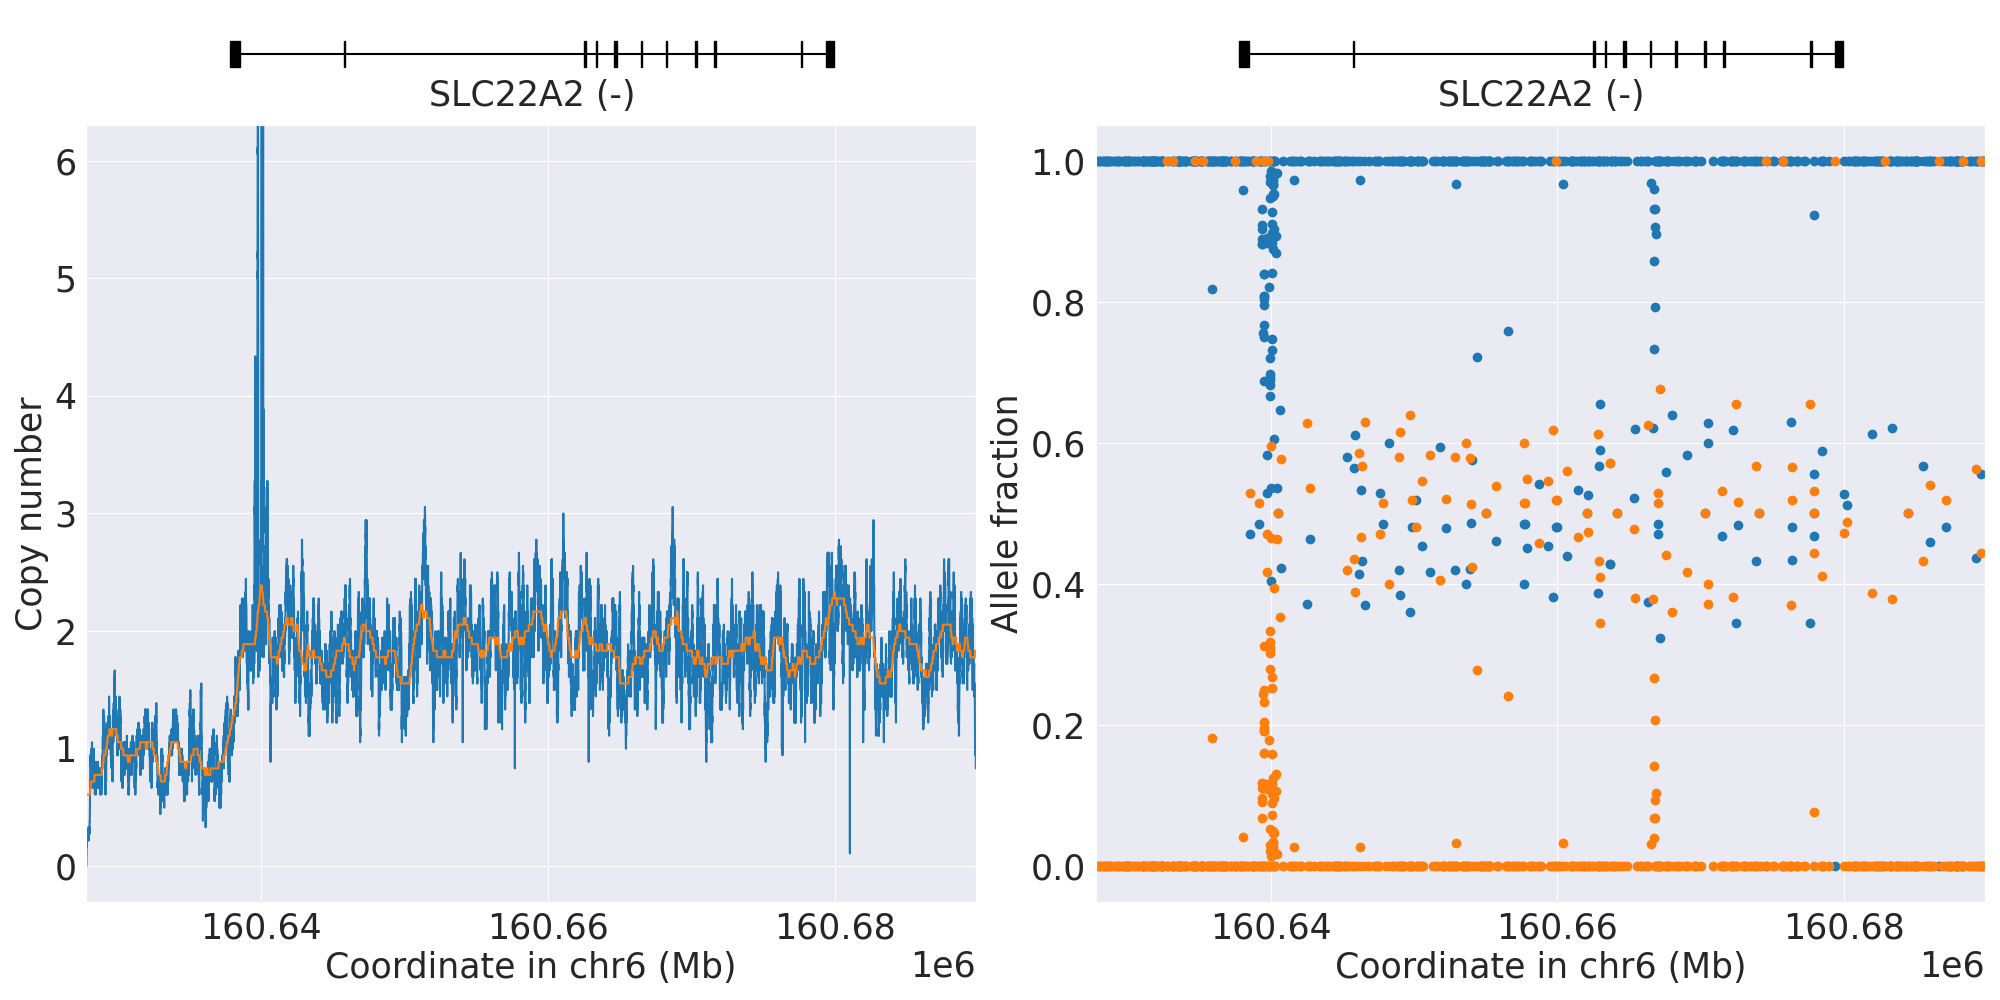 SLC22A2 (-)
6
5
4
3
2
1
0
Copy number
160.64 160.66 160.68
Coordinate in chr6 (Mb) 1e6
SLC22A2 (-)
1.0
0.8
0.6
0.4
0.2
0.0
Allele fraction
160.64 160.66 160.68
Coordinate in chr6 (Mb) 1e6